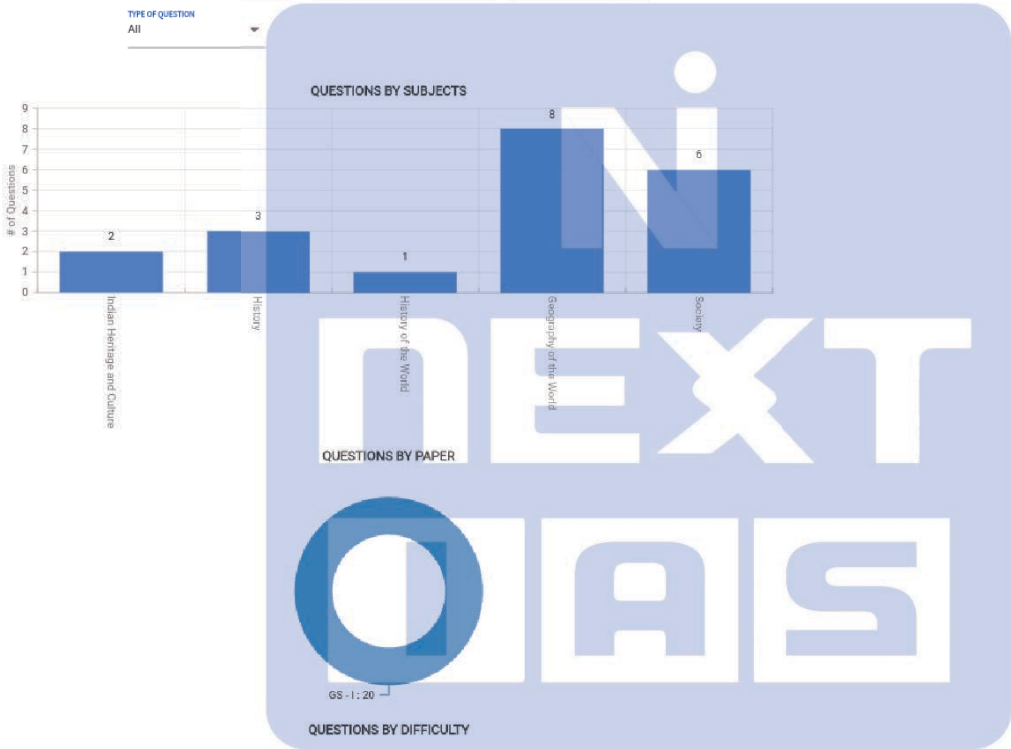 TYPE OF QUESTION
All
QUESTIONS BY SUBJECTS
# of Questions
9
8
7
6
5
4
3
2
1
0
2
3
1
8
6
Indian Heritage and Culture
History
History of the World
Geography of the World
Society
QUESTIONS BY PAPER
GS - I : 20
QUESTIONS BY DIFFICULTY
NEXT
IAS